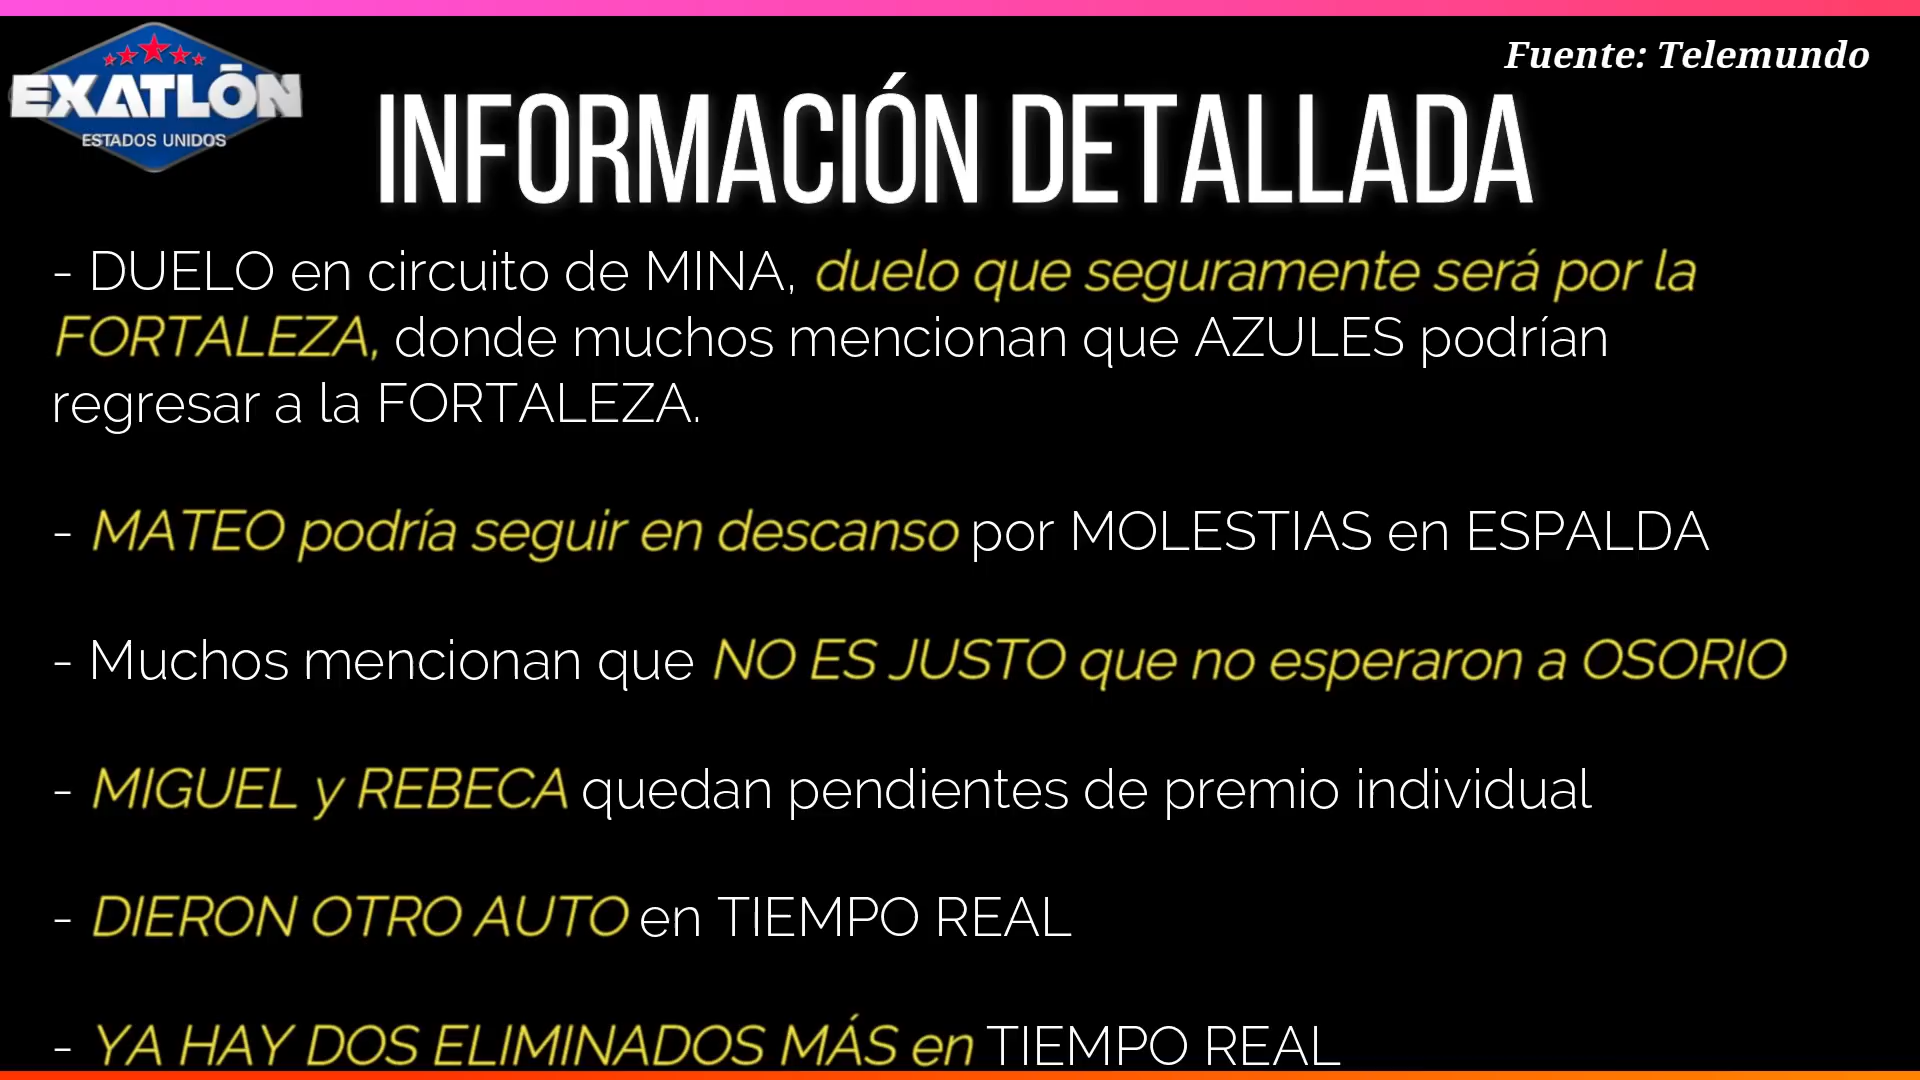 EXATLÓN
ESTADOS UNIDOS
Fuente: Telemundo
INFORMACIÓN DETALLADA
- DUELO en circuito de MINA, duelo que seguramente será por la
FORTALEZA, donde muchos mencionan que AZULES podrían
regresar a la FORTALEZA.
- MATEO podría seguir en descanso por MOLESTIAS en ESPALDA
- Muchos mencionan que NO ES JUSTO que no esperaron a OSORIO
- MIGUEL y REBECA quedan pendientes de premio individual
- DIERON OTRO AUTO en TIEMPO REAL
- YA HAY DOS ELIMINADOS MÁS en TIEMPO REAL